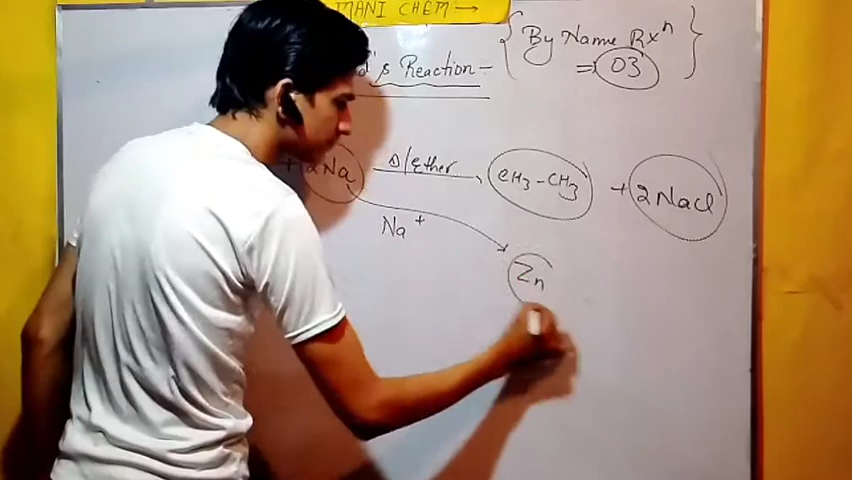 MANI CHEM →
{By Name Rxⁿ
= 03}
d's Reaction -
+ 2Na Δ/ether → CH3-CH3 + 2NaCl
Na⁺
Zn